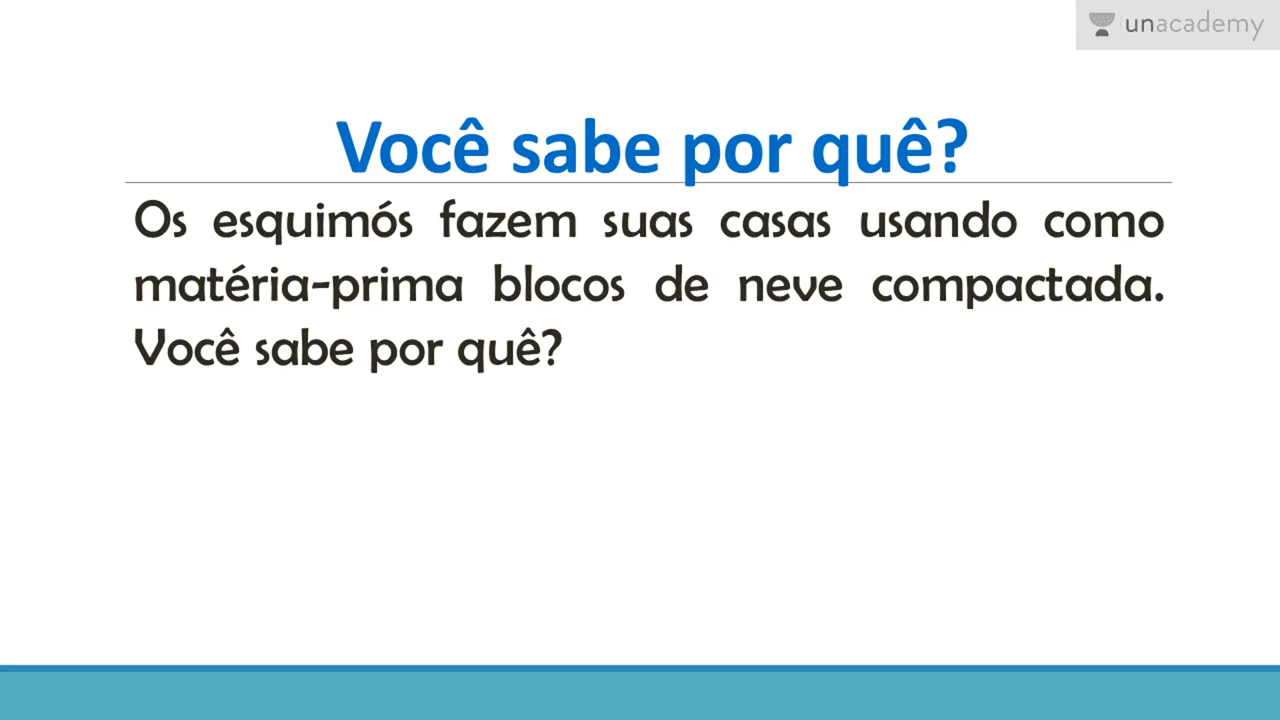 unacademy
Você sabe por quê?
Os esquimós fazem suas casas usando como
matéria-prima blocos de neve compactada.
Você sabe por quê?